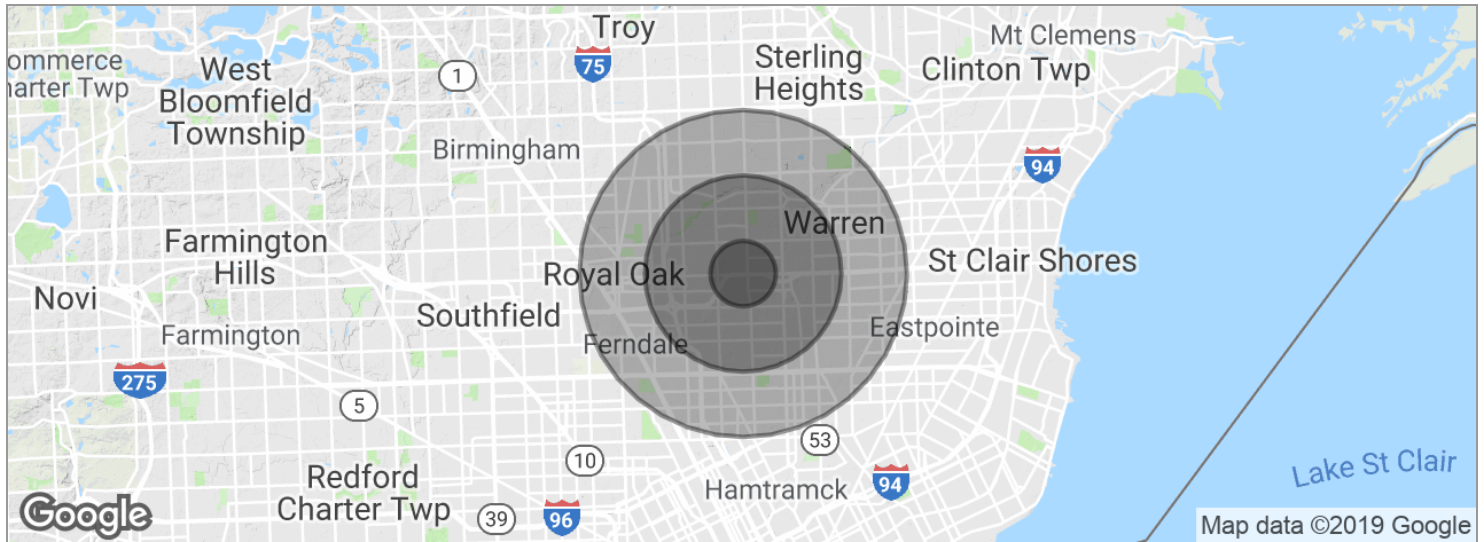 Troy
Mt Clemens
ommerce
harter Twp
West
Bloomfield
Township
1
75
Sterling
Heights
Clinton Twp
Birmingham
94
Warren
Farmington
Hills
Royal Oak
St Clair Shores
Novi
Southfield
Eastpointe
Farmington
Ferndale
275
5
53
10
Redford
Charter Twp
Hamtramck
94
Lake St Clair
39
96
Google
Map data ©2019 Google